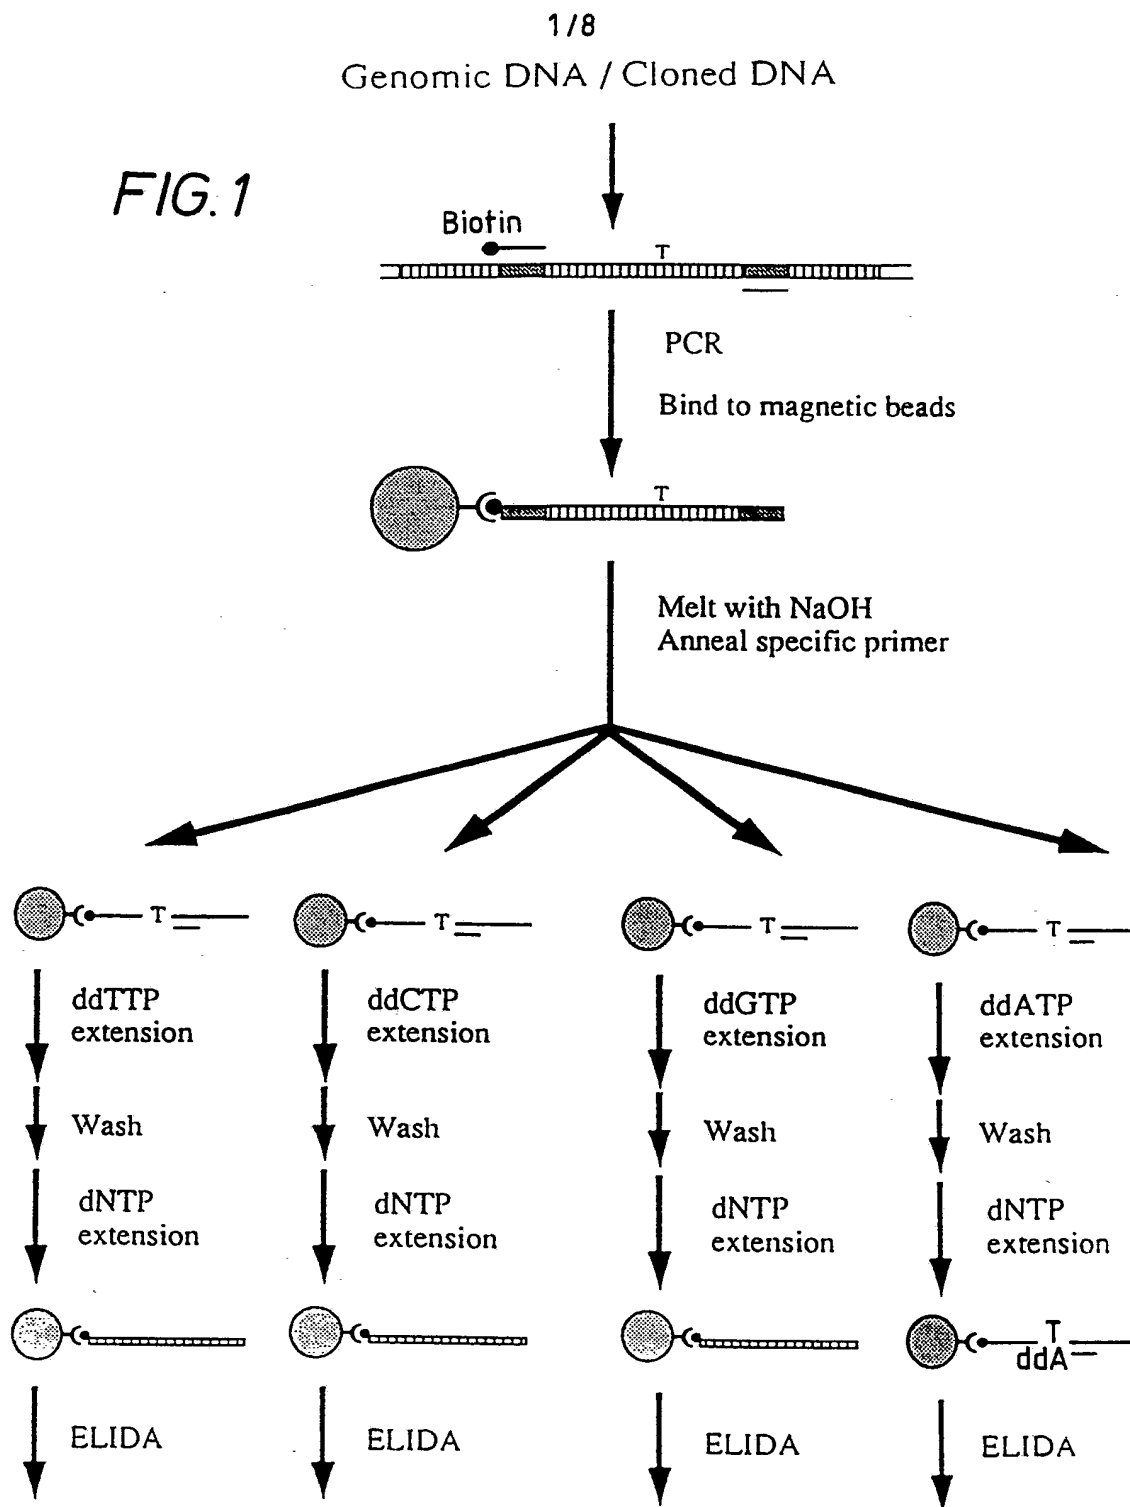 1/8
Genomic DNA / Cloned DNA
FIG. 1
Biotin
T
PCR
Bind to magnetic beads
T
Melt with NaOH
Anneal specific primer
T
T
T
T
ddTTP
extension
ddCTP
extension
ddGTP
extension
ddATP
extension
Wash
Wash
Wash
Wash
dNTP
extension
dNTP
extension
dNTP
extension
dNTP
extension
T
ddA
ELIDA
ELIDA
ELIDA
ELIDA